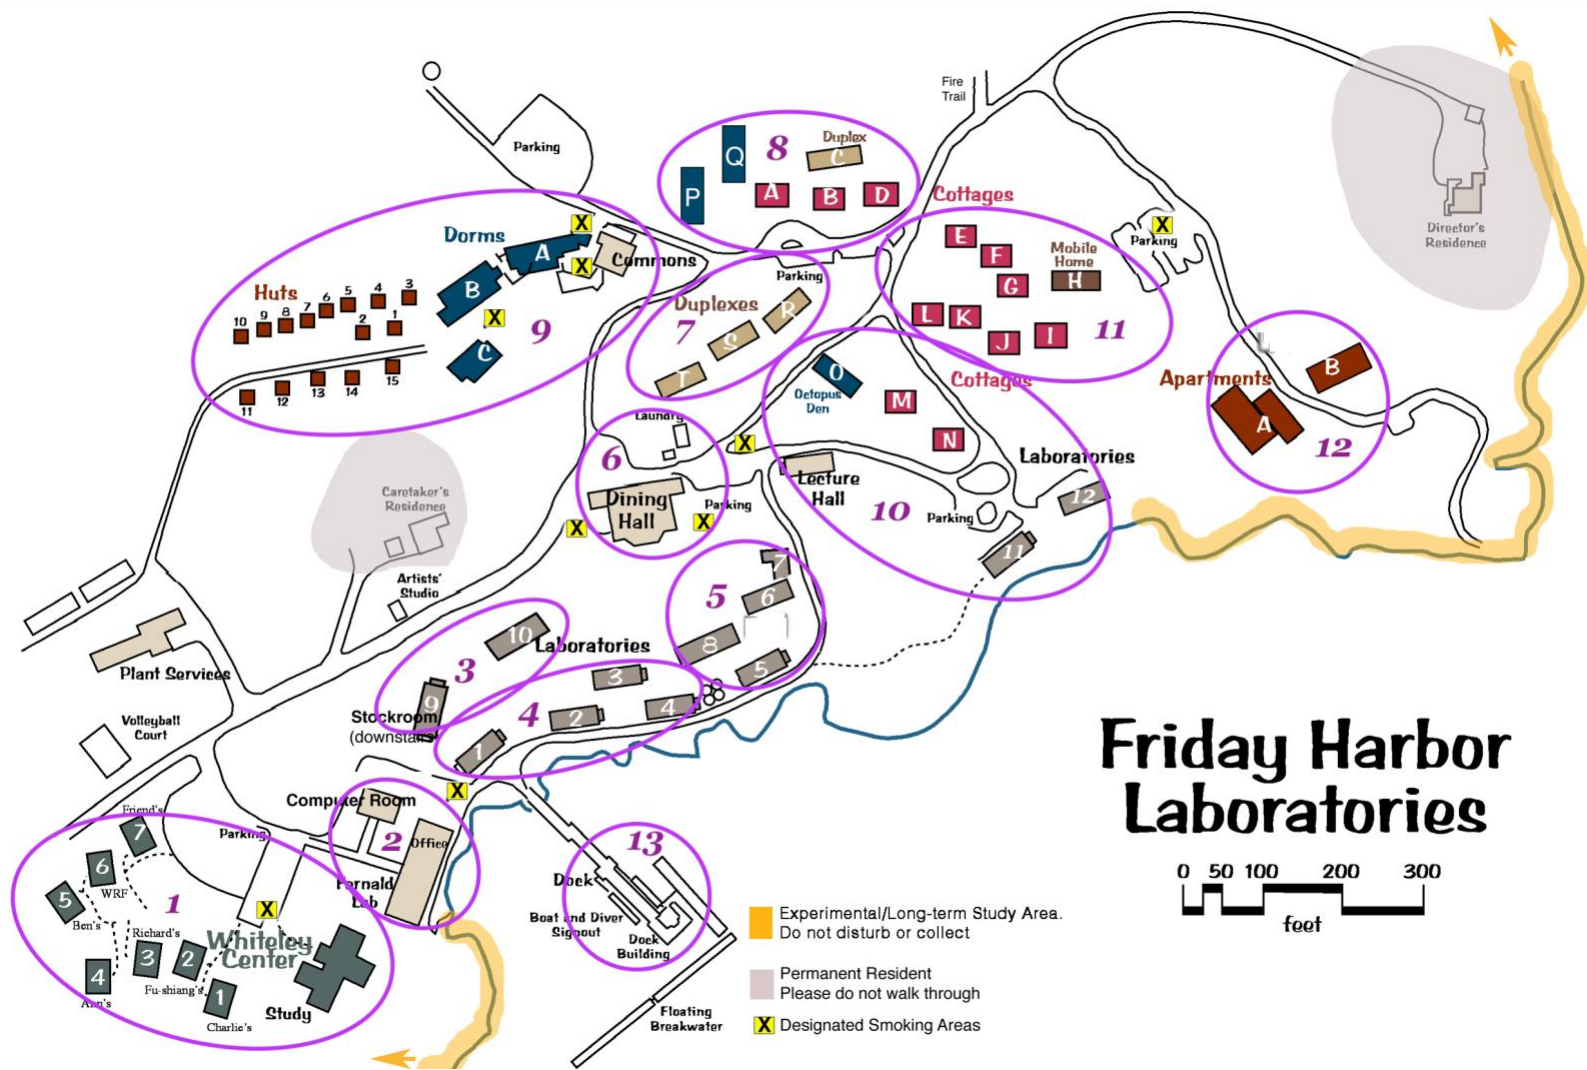 Fire
Trail
Parking
Q
8
Duplex
C
P
A
B
D
Cottages
Director's
Residence
Dorms
A
Commons
B
C
9
Huts
10
9
8
7
6
5
4
3
2
1
11
12
13
14
15
Parking
Duplexes
7
R
S
T
E
F
G
Mobile
Home
H
L
K
J
I
11
Cottages
X
Parking
Apartments
B
A
12
O
Octopus
Den
M
N
Laundry
6
Dining
Hall
Parking
Lecture
Hall
10
Parking
Laboratories
12
11
Caretaker's
Residence
Artists'
Studio
Plant Services
Volleyball
Court
7
6
5
8
5
10
Laboratories
3
9
Stockroom
(downstairs)
3
4
2
4
1
Computer Room
2
Office
Fernald
Lab
Parking
Friend's
7
6
WRF
5
Ben's
1
Richard's
3
2
Fu-shiang's
4
Ann's
1
Charlie's
Whiteley
Center
Study
13
Dock
Boat and Diver
Signout
Dock
Building
Floating
Breakwater
X
X
X
X
X
X
X
X
Friday Harbor
Laboratories
0 50 100 200 300
feet
Experimental/Long-term Study Area.
Do not disturb or collect
Permanent Resident
Please do not walk through
X Designated Smoking Areas